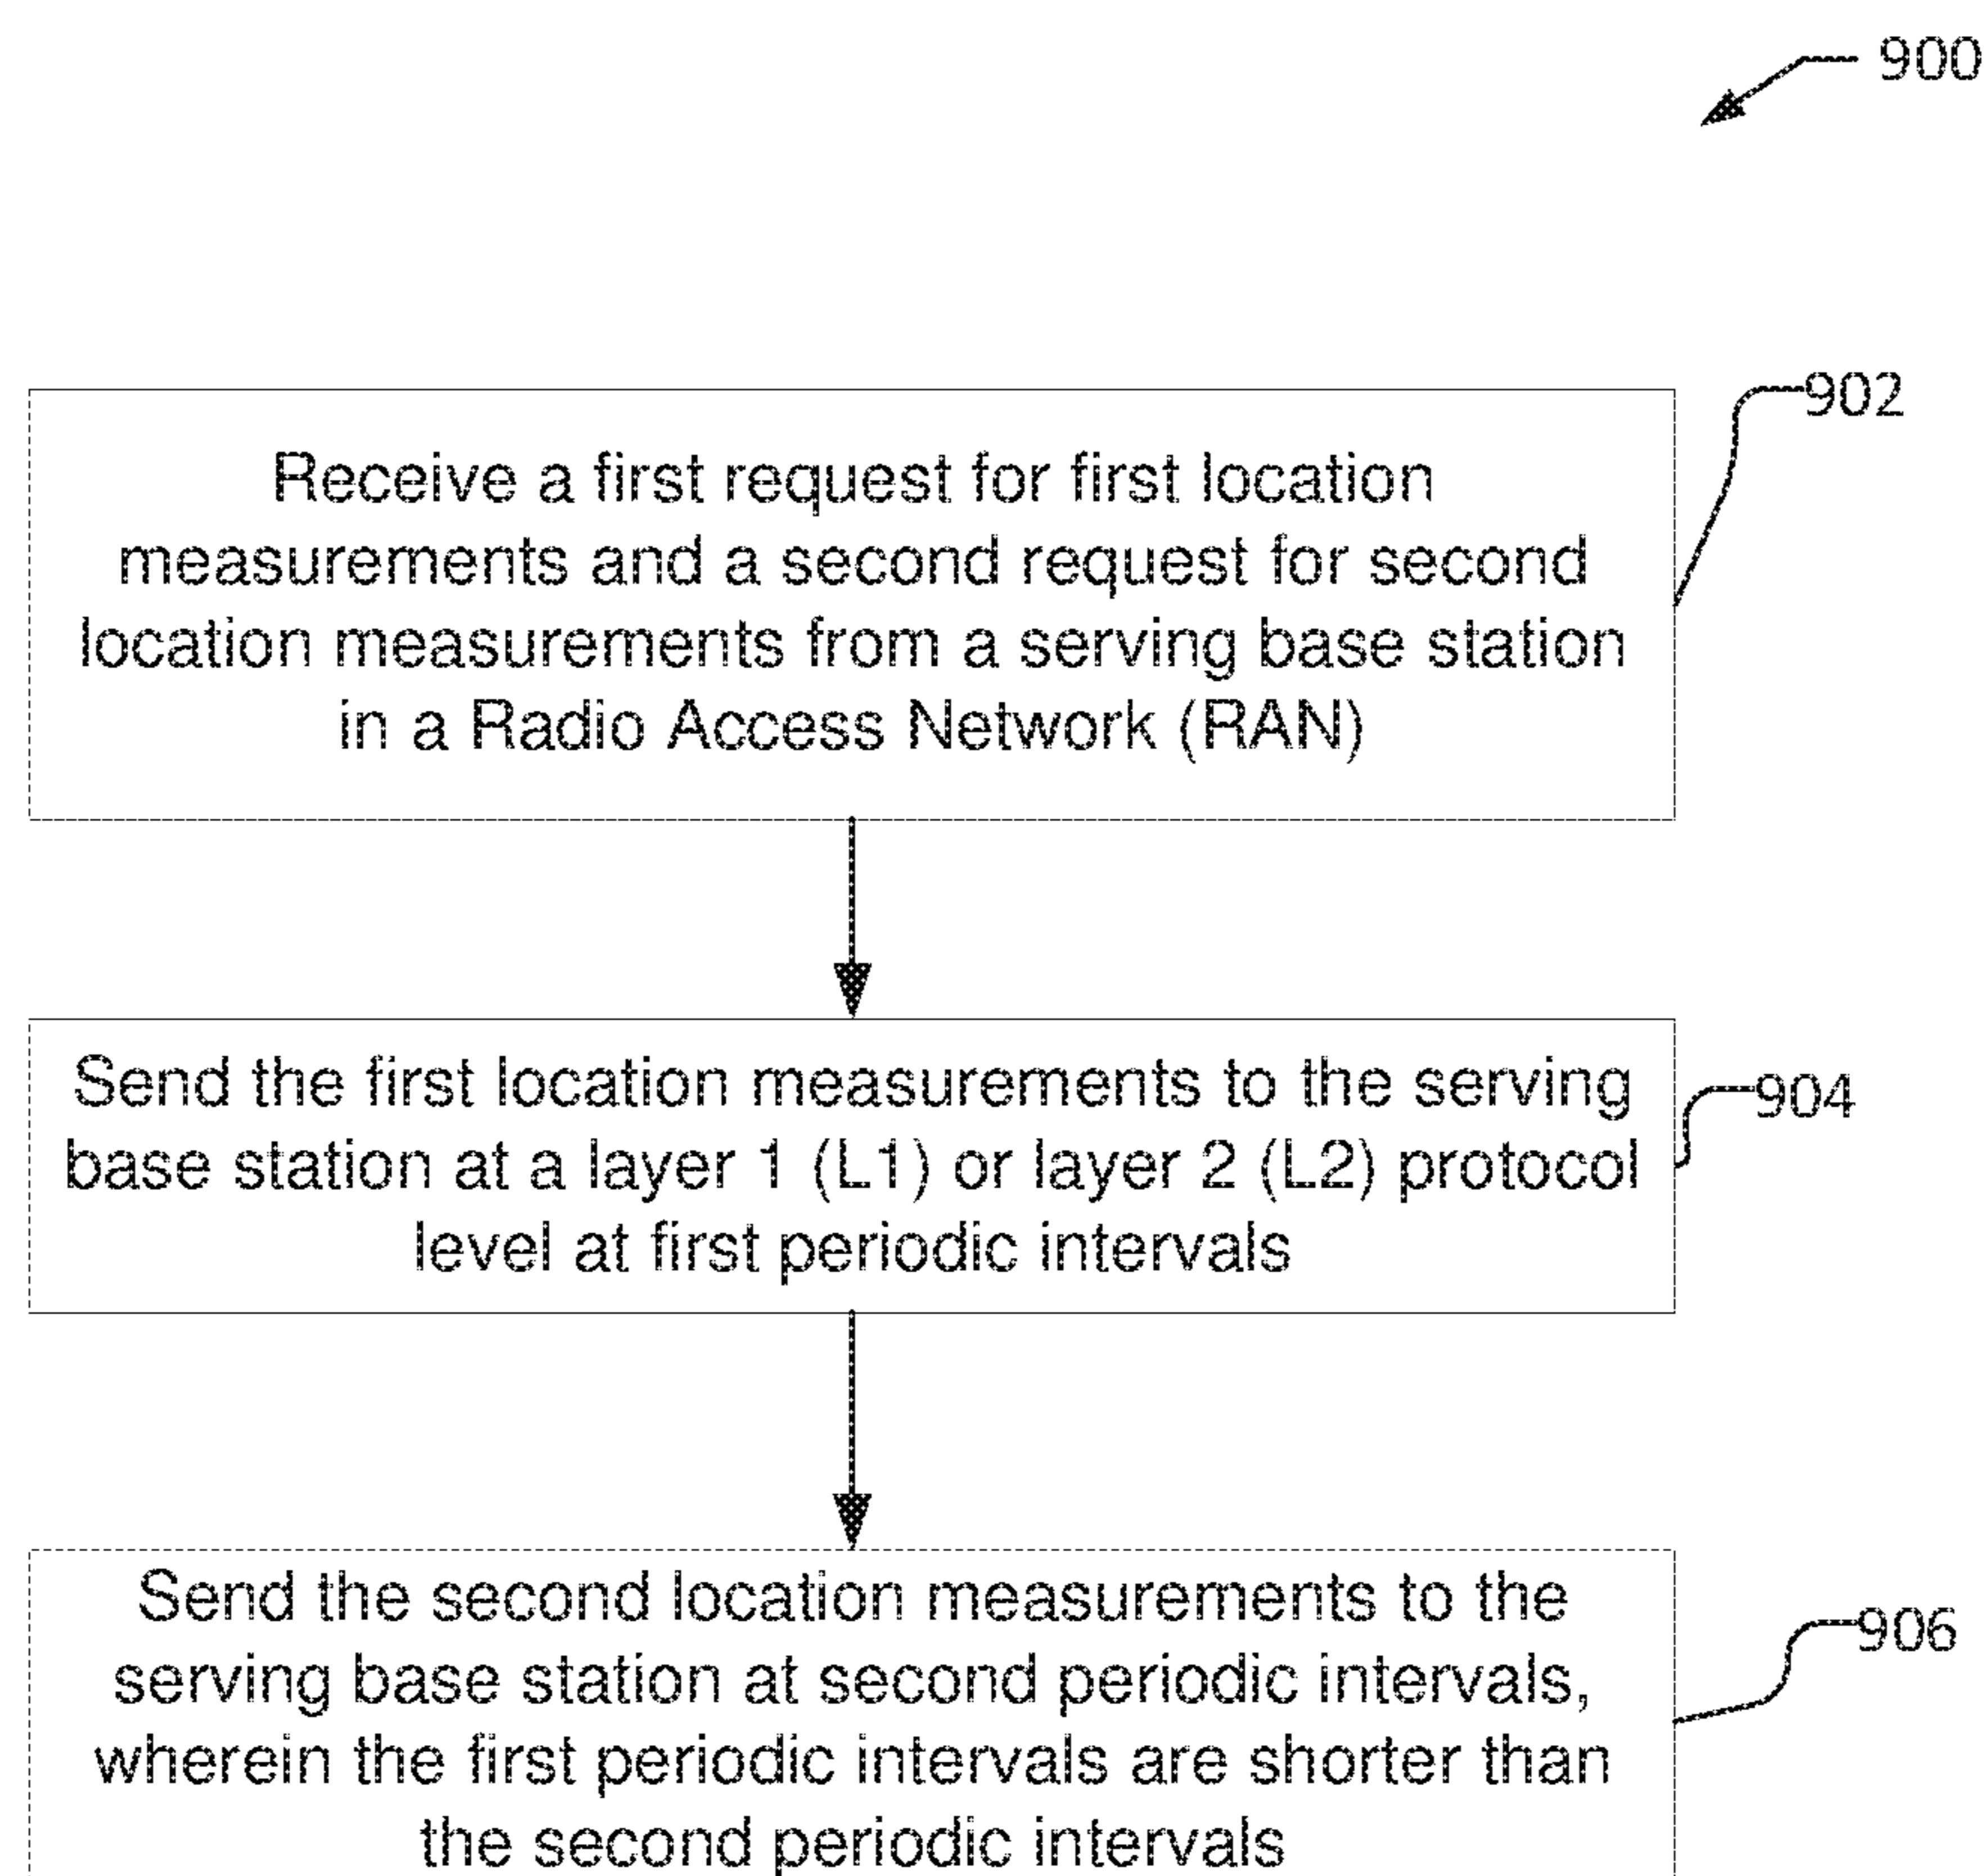 900
902
Receive a first request for first location
measurements and a second request for second
location measurements from a serving base station
in a Radio Access Network (RAN)
904
Send the first location measurements to the serving
base station at a layer 1 (L1) or layer 2 (L2) protocol
level at first periodic intervals
906
Send the second location measurements to the
serving base station at second periodic intervals,
wherein the first periodic intervals are shorter than
the second periodic intervals